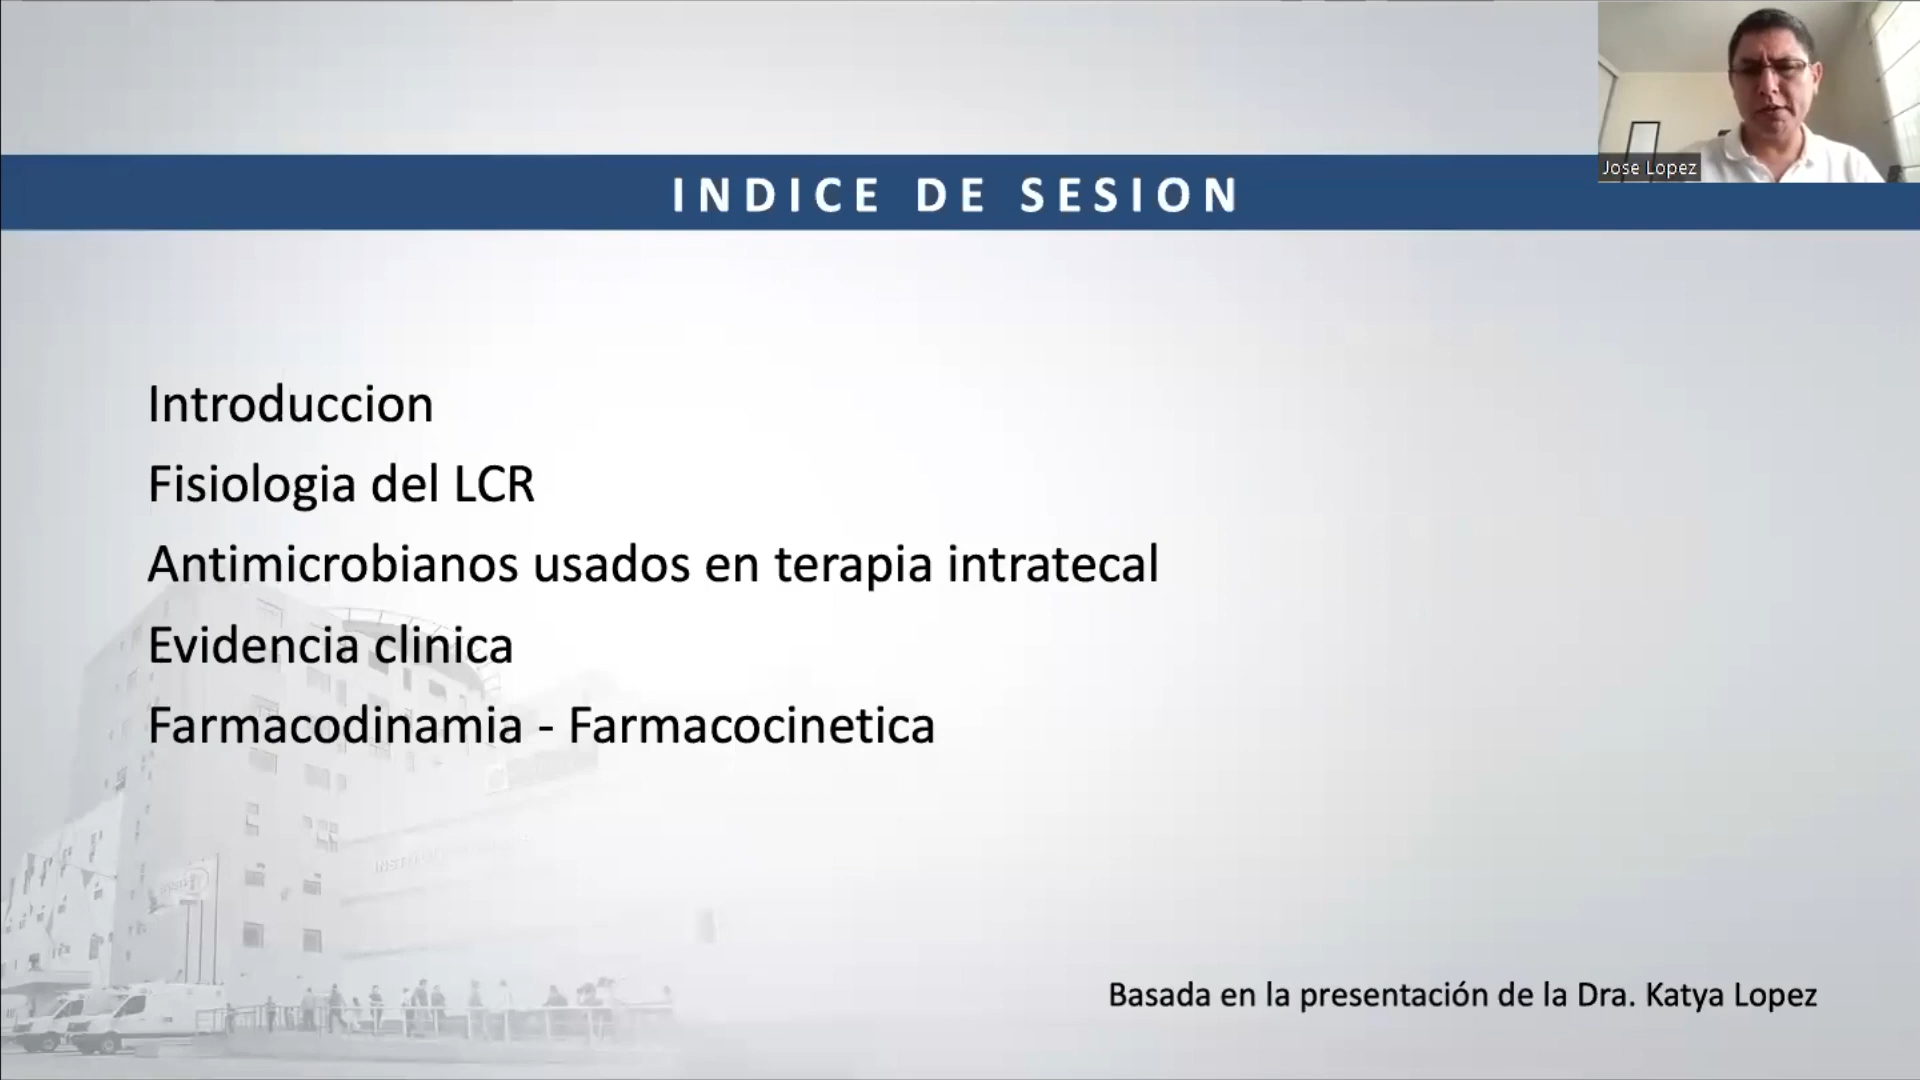 Jose Lopez
INDICE DE SESION
Introduccion
Fisiologia del LCR
Antimicrobianos usados en terapia intratecal
Evidencia clinica
Farmacodinamia - Farmacocinetica
Basada en la presentación de la Dra. Katya Lopez